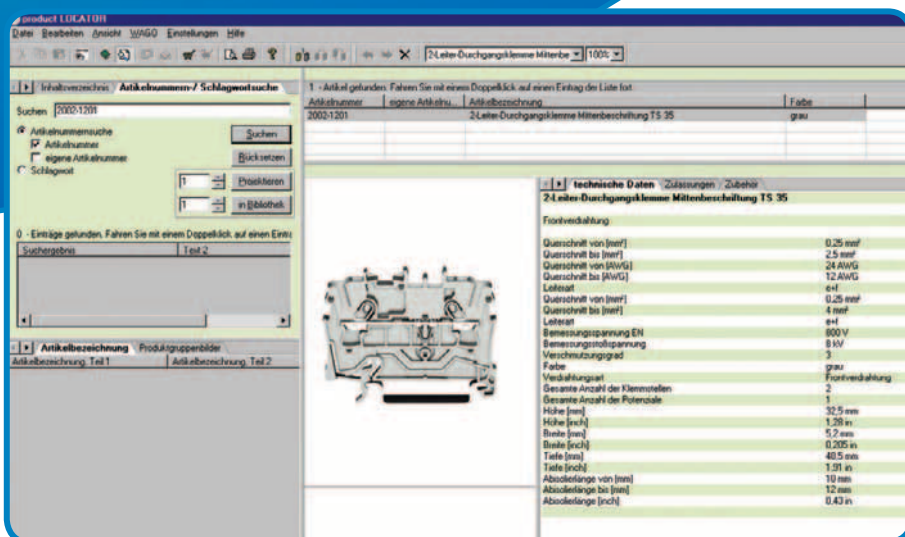 product LOCATOR
Datei Bearbeiten Ansicht WAGO Einstellungen Hilfe
2-Leiter-Durchgangsklemme Mittenbe 100%
Inhaltsverzeichnis Artikelnummern-/ Schlagwortsuche
Suchen 2002-1201
Artikelnummernsuche
Artikelnummer
eigene Artikelnummer
Schlagwort
Suchen
Rücksetzen
1 Projektieren
1 in Bibliothek
0 - Einträge gefunden. Fahren Sie mit einem Doppelklick auf einen Eintra
Suchergebnis Text 2
Artikelbezeichnung Produktgruppenbilder
Artikelbezeichnung, Teil 1 Artikelbezeichnung, Teil 2
1 - Artikel gefunden. Fahren Sie mit einem Doppelklick auf einen Eintrag der Liste fort.
Artikelnummer eigene Artikelnu... Artikelbezeichnung Farbe
2002-1201 2-Leiter-Durchgangsklemme Mittenbeschriftung TS 35 grau
technische Daten Zulassungen Zubehör
2-Leiter-Durchgangsklemme Mittenbeschriftung TS 35
Frontverdrahtung
Querschnitt von [mm²] 0,25 mm²
Querschnitt bis [mm²] 2,5 mm²
Querschnitt von [AWG] 24 AWG
Querschnitt bis [AWG] 12 AWG
Leiterart e+f
Querschnitt von [mm²] 0,25 mm²
Querschnitt bis [mm²] 4 mm²
Leiterart e+f
Bemessungsspannung EN 800 V
Bemessungsstoßspannung 8 kV
Verschmutzungsgrad 3
Farbe grau
Verdrahtungsart Frontverdrahtung
Gesamte Anzahl der Klemmstellen 2
Gesamte Anzahl der Potenziale 1
Höhe [mm] 32,5 mm
Höhe [inch] 1,28 in
Breite [mm] 5,2 mm
Breite [inch] 0,205 in
Tiefe [mm] 48,5 mm
Tiefe [inch] 1,91 in
Abisolierlänge von [mm] 10 mm
Abisolierlänge bis [mm] 12 mm
Abisolierlänge [inch] 0,43 in